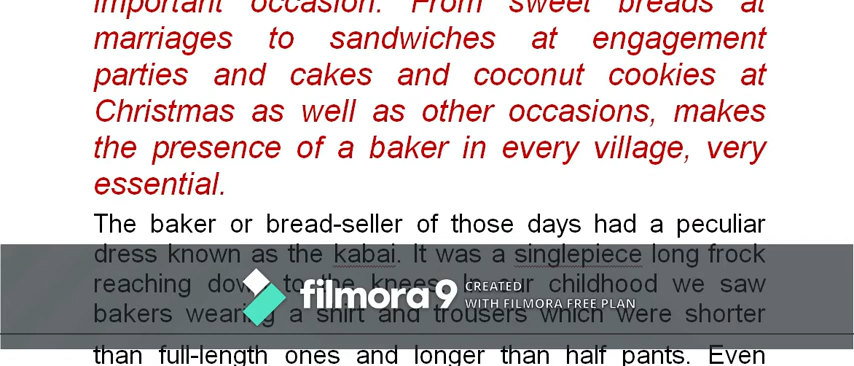 important occasion. From sweet breads at
marriages to sandwiches at engagement
parties and cakes and coconut cookies at
Christmas as well as other occasions, makes
the presence of a baker in every village, very
essential.
The baker or bread-seller of those days had a peculiar
dress known as the kabai. It was a singlepiece long frock
reaching down to the knees. In our childhood we saw
bakers wearing a shirt and trousers which were shorter
filmora 9 CREATED
WITH FILMORA FREE PLAN
than full-length ones and longer than half pants. Even